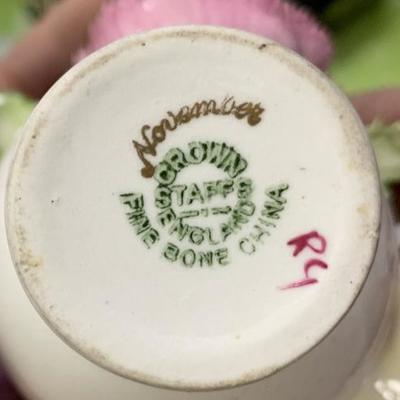 November
CROWN
STAFFS
ENGLAND
FINE BONE CHINA
R4